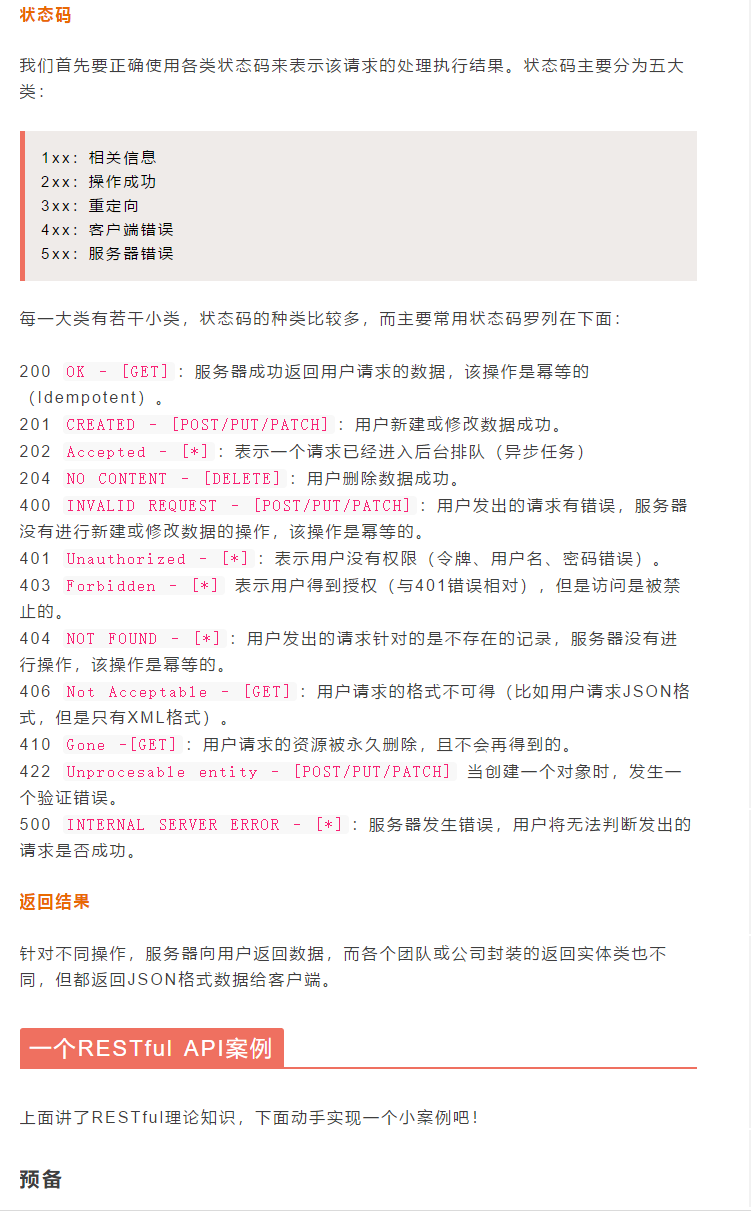 状态码
我们首先要正确使用各类状态码来表示该请求的处理执行结果。状态码主要分为五大
类：
1xx：相关信息
2xx：操作成功
3xx：重定向
4xx：客户端错误
5xx：服务器错误
每一大类有若干小类，状态码的种类比较多，而主要常用状态码罗列在下面：
200 OK - [GET]：服务器成功返回用户请求的数据，该操作是幂等的
（Idempotent）。
201 CREATED - [POST/PUT/PATCH]：用户新建或修改数据成功。
202 Accepted - [*]：表示一个请求已经进入后台排队（异步任务）
204 NO CONTENT - [DELETE]：用户删除数据成功。
400 INVALID REQUEST - [POST/PUT/PATCH]：用户发出的请求有错误，服务器
没有进行新建或修改数据的操作，该操作是幂等的。
401 Unauthorized - [*]：表示用户没有权限（令牌、用户名、密码错误）。
403 Forbidden - [*] 表示用户得到授权（与401错误相对），但是访问是被禁
止的。
404 NOT FOUND - [*]：用户发出的请求针对的是不存在的记录，服务器没有进
行操作，该操作是幂等的。
406 Not Acceptable - [GET]：用户请求的格式不可得（比如用户请求JSON格
式，但是只有XML格式）。
410 Gone -[GET]：用户请求的资源被永久删除，且不会再得到的。
422 Unprocesable entity - [POST/PUT/PATCH] 当创建一个对象时，发生一
个验证错误。
500 INTERNAL SERVER ERROR - [*]：服务器发生错误，用户将无法判断发出的
请求是否成功。
返回结果
针对不同操作，服务器向用户返回数据，而各个团队或公司封装的返回实体类也不
同，但都返回JSON格式数据给客户端。
一个RESTful API案例
上面讲了RESTful理论知识，下面动手实现一个小案例吧！
预备